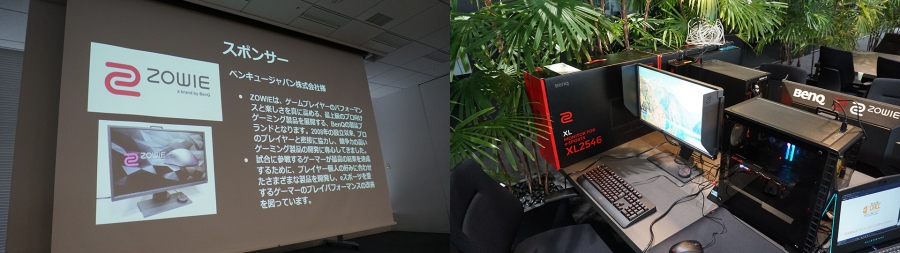 スポンサー
ZOWIE
a brand by BenQ
ベンキュージャパン株式会社様
● ZOWIEは、ゲームプレイヤーのパフォーマン
スと楽しさを共に高める、最上級のプロ向け
ゲーミング製品を展開する、BenQの製品ブ
ランドとなります。2008年の設立以来、プロ
のプレイヤーと密接に協力し、競争力の高い
ゲーミング製品の開発に専心してきました。
● 試合に参戦するゲーマーが最高の結果を達成
するために、プレイヤー個人の好みに合せ
たさまざまな製品を開発し、eスポーツを愛
するゲーマーのプレイパフォーマンスの改善
を図っています。
ZOWIE
BenQ
XL
MONITOR FOR
e-SPORTS
XL2546
BenQ
ZOWIE